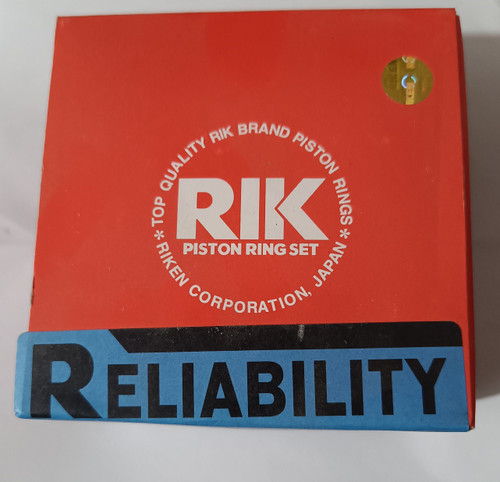 * TOP QUALITY RIK BRAND PISTON RINGS *
RIK
PISTON RING SET
RIKEN CORPORATION, JAPAN
RELIABILITY